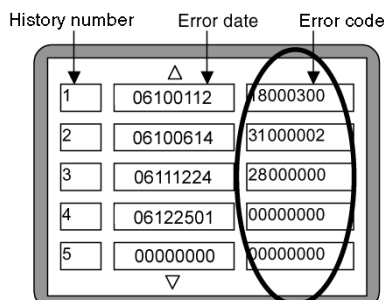 History number Error date Error code
1 06100112 18000300
2 06100614 31000002
3 06111224 28000000
4 06122501 00000000
5 00000000 00000000